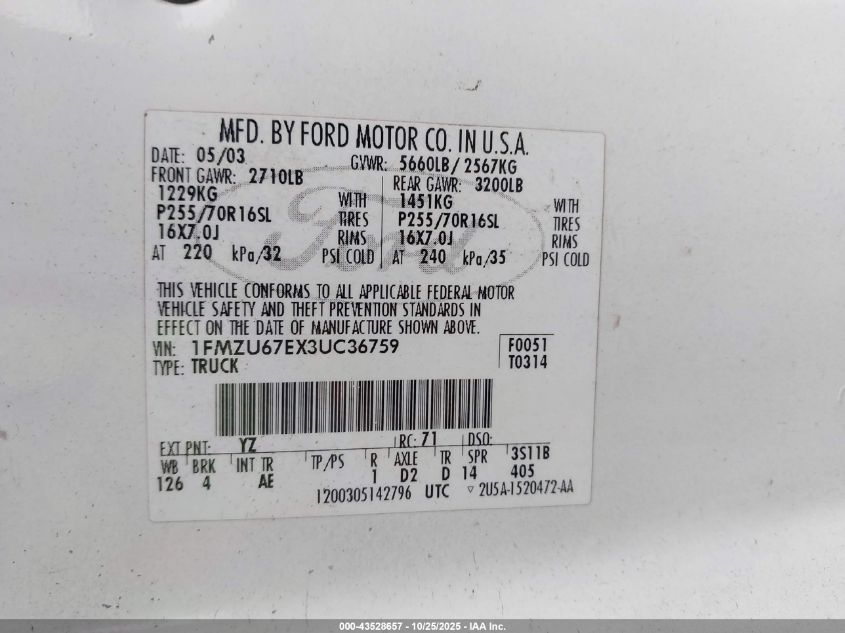 MFD. BY FORD MOTOR CO. IN U.S.A.
DATE: 05/03 GVWR: 5660LB/2567KG
FRONT GAWR: 2710LB REAR GAWR: 3200LB
1229KG WITH 1451KG WITH
P255/70R16SL TIRES P255/70R16SL TIRES
16X7.0J RIMS 16X7.0J RIMS
AT 220 kPa/32 PSI COLD AT 240 kPa/35 PSI COLD
Ford
THIS VEHICLE CONFORMS TO ALL APPLICABLE FEDERAL MOTOR
VEHICLE SAFETY AND THEFT PREVENTION STANDARDS IN
EFFECT ON THE DATE OF MANUFACTURE SHOWN ABOVE.
VIN: 1FMZU67EX3UC36759 F0051
TYPE: TRUCK T0314
EXT PNT: YZ RC: 71 DSO:
WB BRK INT TR TP/PS R AXLE TR SPR 3S11B
126 4 AE 1 D2 D 14 405
1200305142796 UTC ▽ 2U5A-1520472-AA
000-43528657 - 10/25/2025 - IAA Inc.